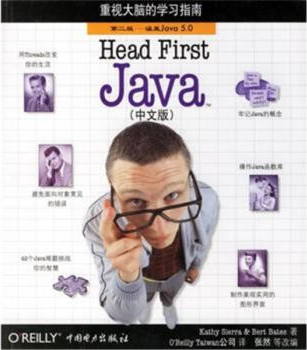 重视大脑的学习指南
第二版——涵盖Java 5.0
Head First
Java™
(中文版)
用threads改变
你的生活
牢记Java的概念
避免面向对象常见
的错误
操作Java函数库
42个Java难题挑战
你的智慧
制作美观实用的
图形界面
O'REILLY®
中国电力出版社
Kathy Sierra & Bert Bates 著
O'Reilly Taiwan公司 译 张然 等改编